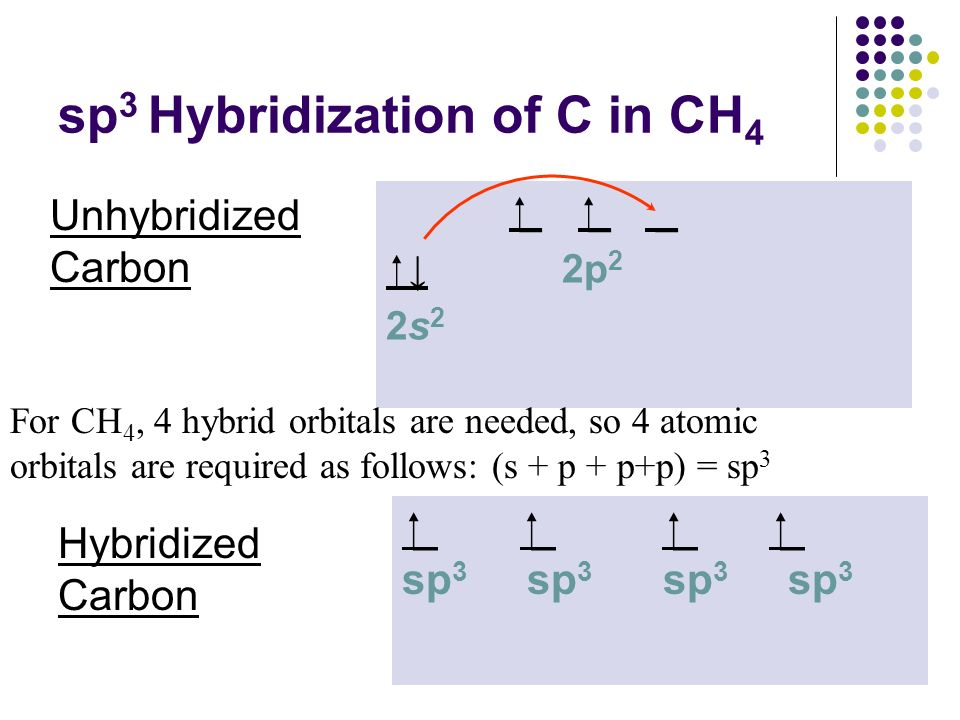 sp³ Hybridization of C in CH₄
Unhybridized
Carbon
2p²
2s²
For CH₄, 4 hybrid orbitals are needed, so 4 atomic
orbitals are required as follows: (s + p + p+p) = sp³
Hybridized
Carbon
sp³ sp³ sp³ sp³